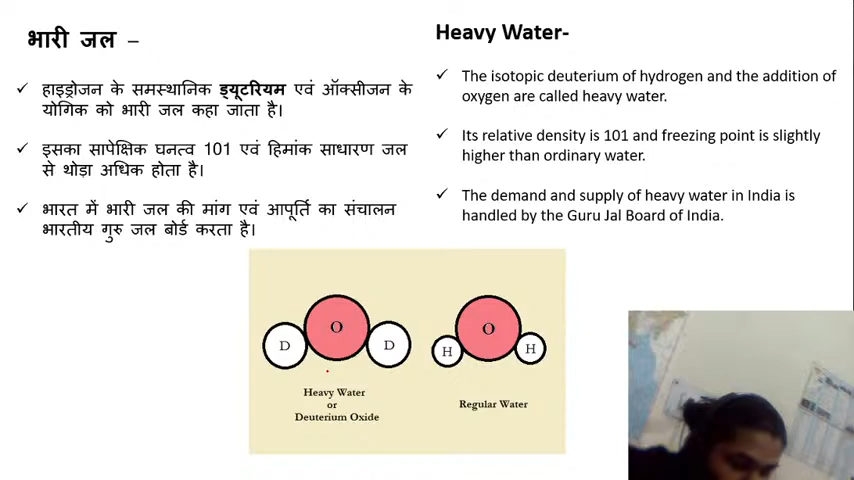 भारी जल –
✓ हाइड्रोजन के समस्थानिक ड्यूटरियम एवं ऑक्सीजन के
योगिक को भारी जल कहा जाता है।
✓ इसका सापेक्षिक घनत्व 101 एवं हिमांक साधारण जल
से थोड़ा अधिक होता है।
✓ भारत में भारी जल की मांग एवं आपूर्ति का संचालन
भारतीय गुरु जल बोर्ड करता है।
Heavy Water-
✓ The isotopic deuterium of hydrogen and the addition of
oxygen are called heavy water.
✓ Its relative density is 101 and freezing point is slightly
higher than ordinary water.
✓ The demand and supply of heavy water in India is
handled by the Guru Jal Board of India.
D O D
Heavy Water
or
Deuterium Oxide
H O H
Regular Water